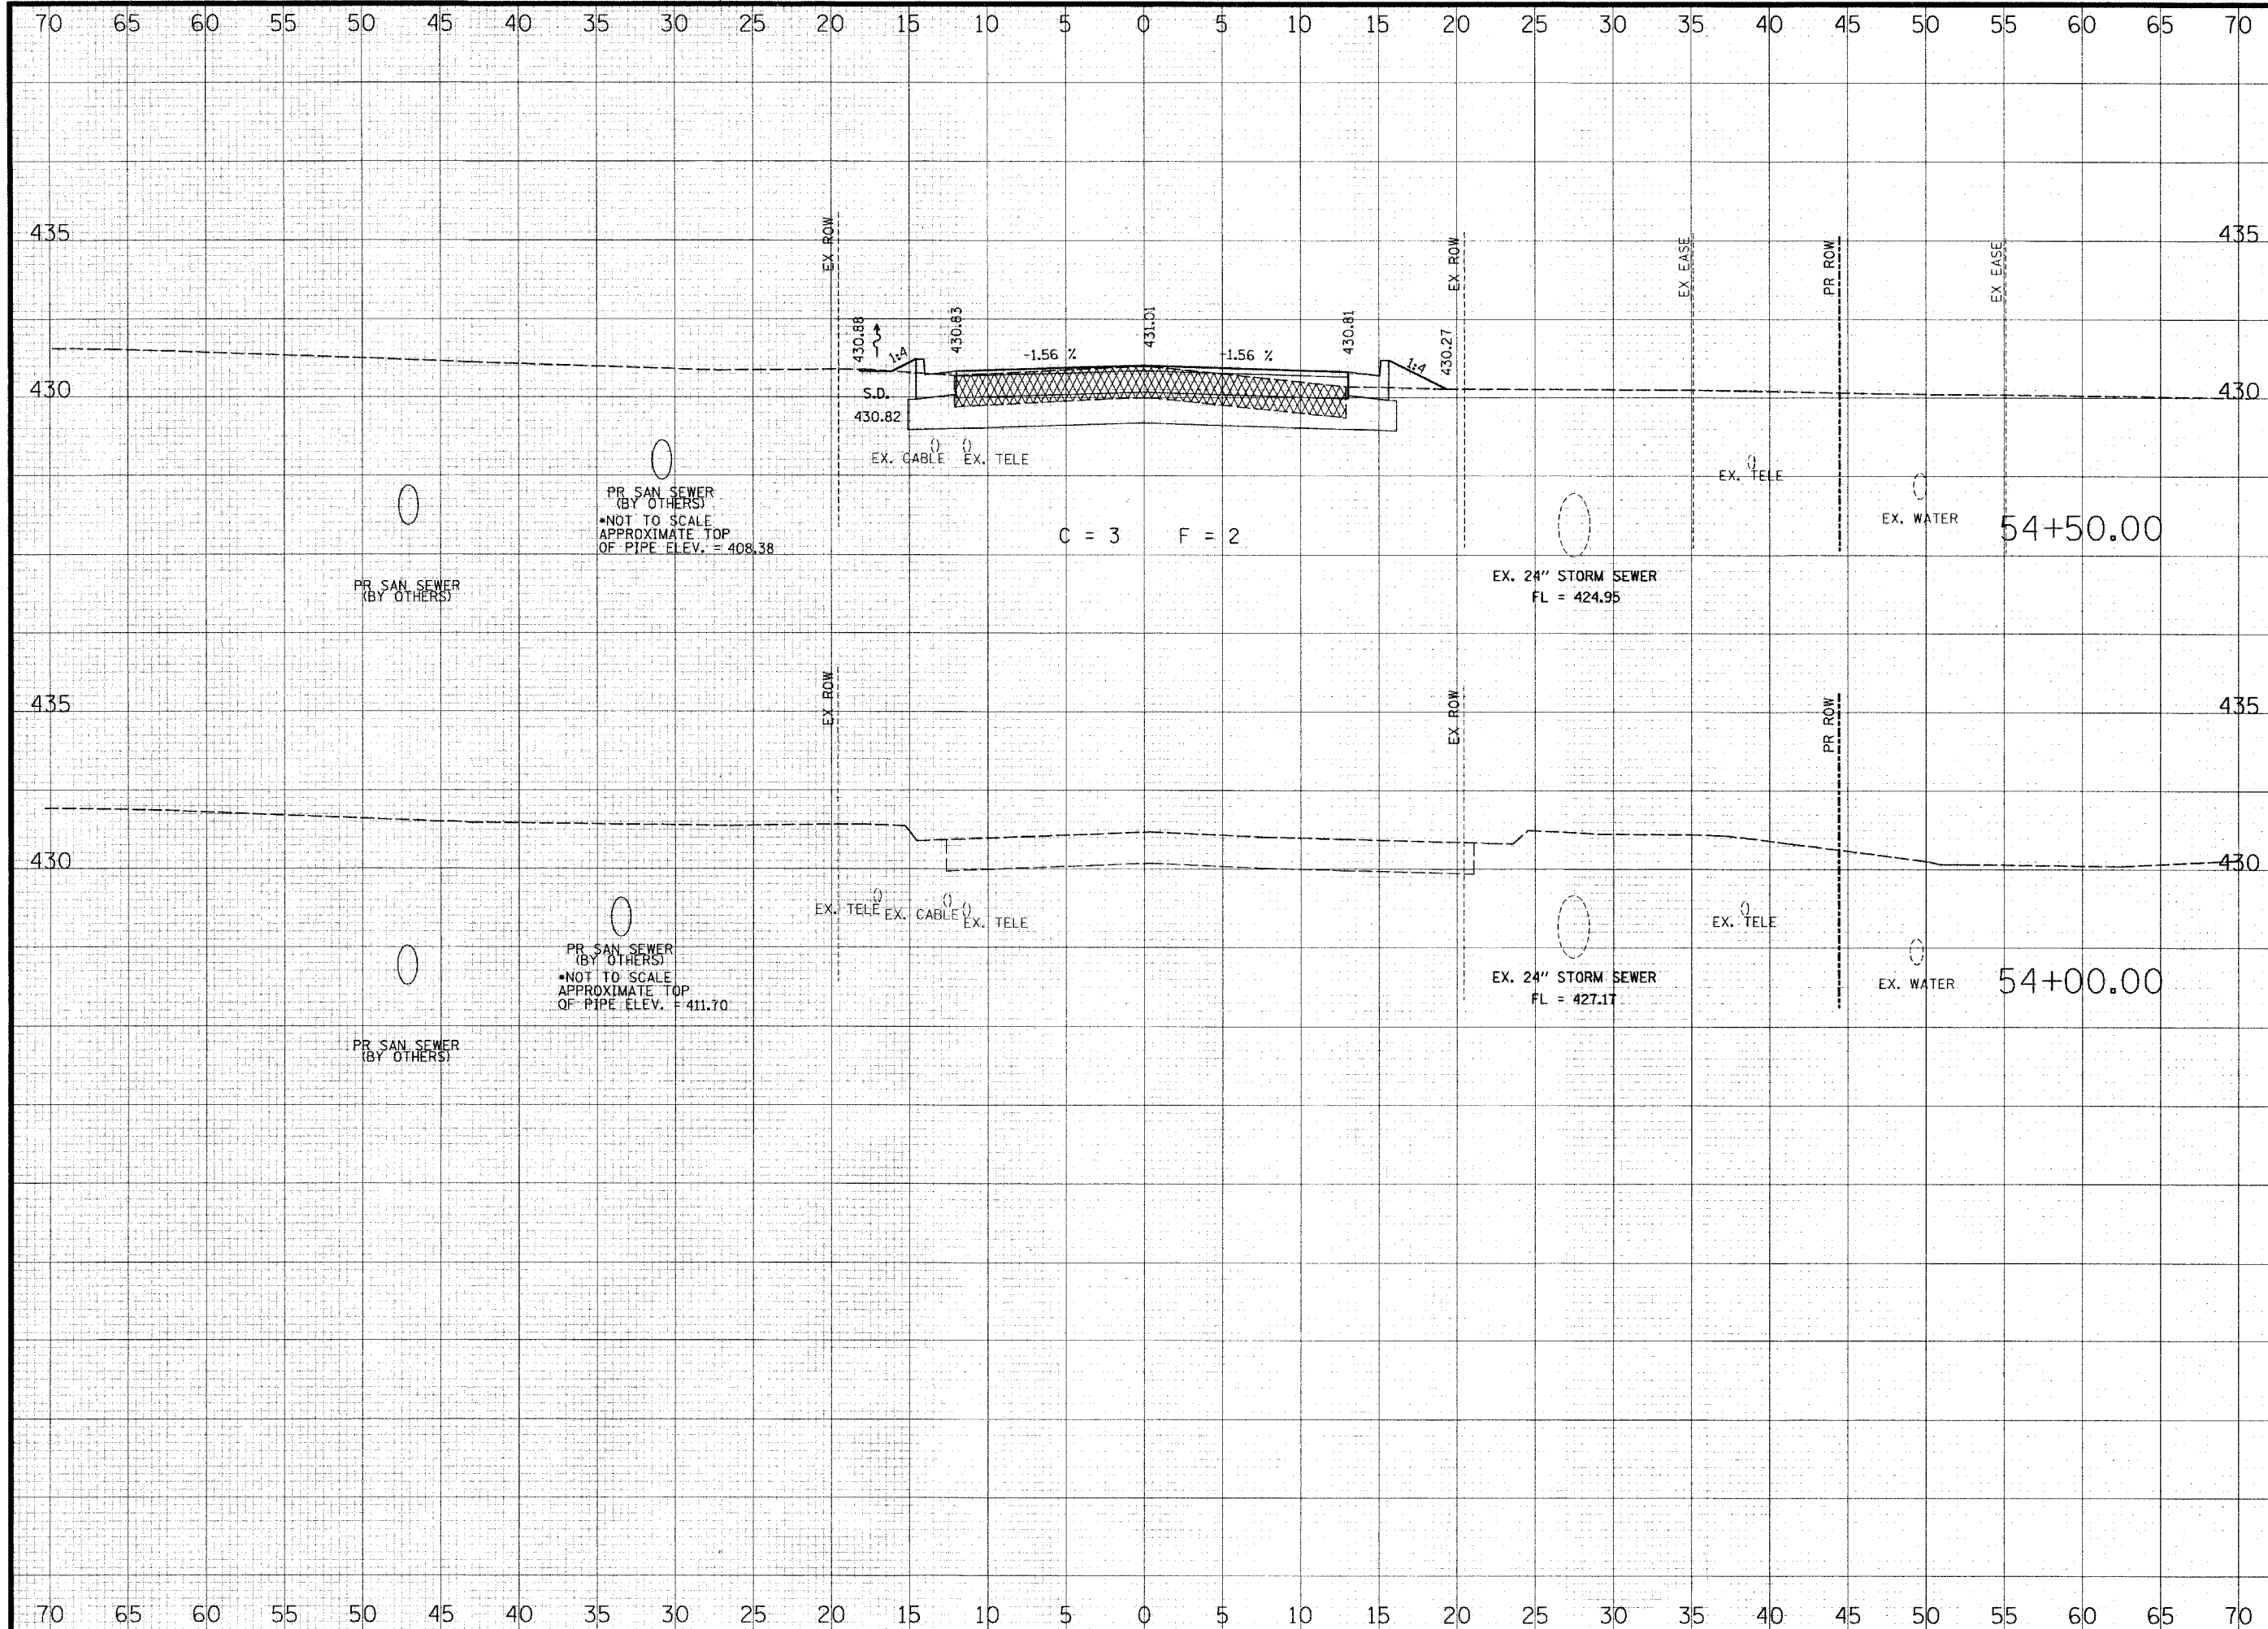 70 65 60 55 50 45 40 35 30 25 20 15 10 5 0 5 10 15 20 25 30 35 40 45 50 55 60 65 70
435
EX ROW
EX ROW
EX EASE
PR ROW
EX EASE
435
430
430.88
1:4
430.83
-1.56 %
431.01
-1.56 %
430.81
1:4
430.27
430
S.D.
430.82
EX. CABLE
EX. TELE
EX. TELE
EX. WATER
54+50.00
PR SAN SEWER
(BY OTHERS)
*NOT TO SCALE
APPROXIMATE TOP
OF PIPE ELEV. = 408.38
C = 3 F = 2
PR SAN SEWER
(BY OTHERS)
EX. 24" STORM SEWER
FL = 424.95
435
EX ROW
EX ROW
PR ROW
435
430
430
EX. TELE
EX. CABLE
EX. TELE
EX. TELE
PR SAN SEWER
(BY OTHERS)
*NOT TO SCALE
APPROXIMATE TOP
OF PIPE ELEV. = 411.70
EX. 24" STORM SEWER
FL = 427.17
EX. WATER
54+00.00
PR SAN SEWER
(BY OTHERS)
70 65 60 55 50 45 40 35 30 25 20 15 10 5 0 5 10 15 20 25 30 35 40 45 50 55 60 65 70